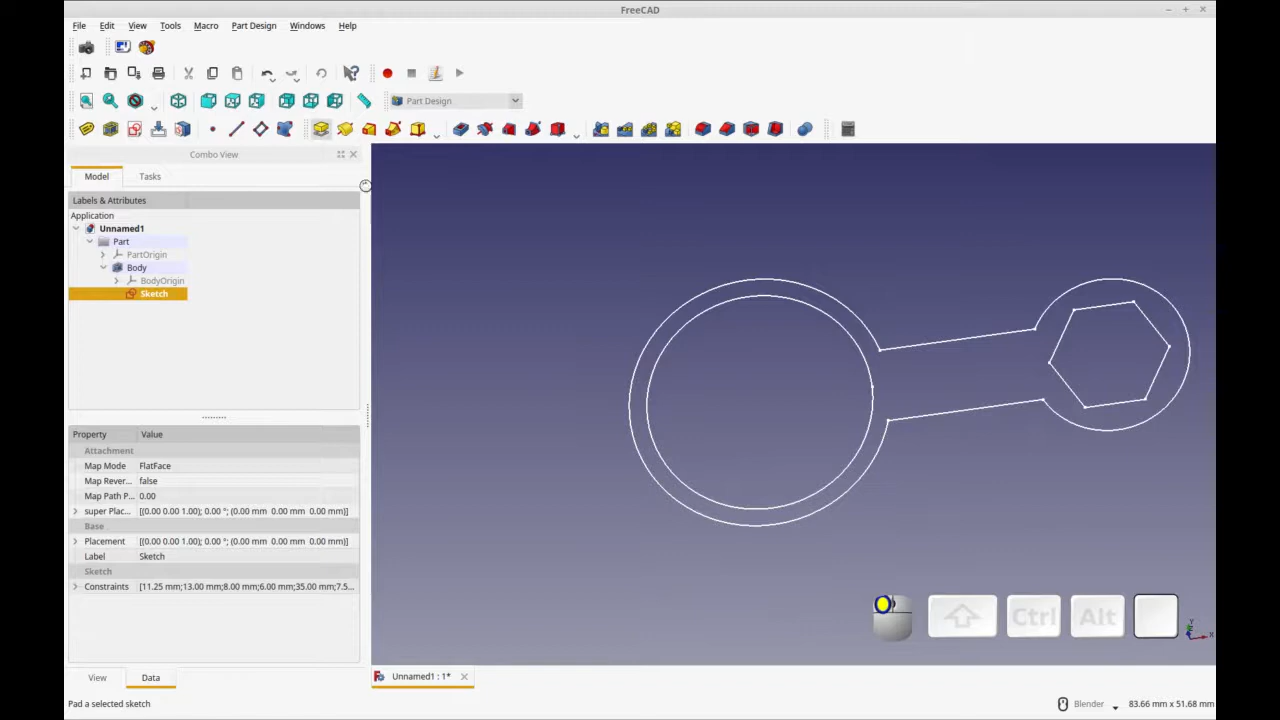 FreeCAD
File Edit View Tools Macro Part Design Windows Help
Part Design
Combo View
Model Tasks
Labels & Attributes
Application
Unnamed1
Part
PartOrigin
Body
BodyOrigin
Sketch
Property Value
Attachment
Map Mode FlatFace
Map Rever... false
Map Path P... 0.00
super Plac... [(0.00 0.00 1.00); 0.00 °; (0.00 mm 0.00 mm 0.00 mm)]
Base
Placement [(0.00 0.00 1.00); 0.00 °; (0.00 mm 0.00 mm 0.00 mm)]
Label Sketch
Sketch
Constraints [11.25 mm;13.00 mm;8.00 mm;6.00 mm;35.00 mm;7.5...
Ctrl Alt
Y
X
View Data
Unnamed1 : 1*
Pad a selected sketch
Blender 83.66 mm x 51.68 mm